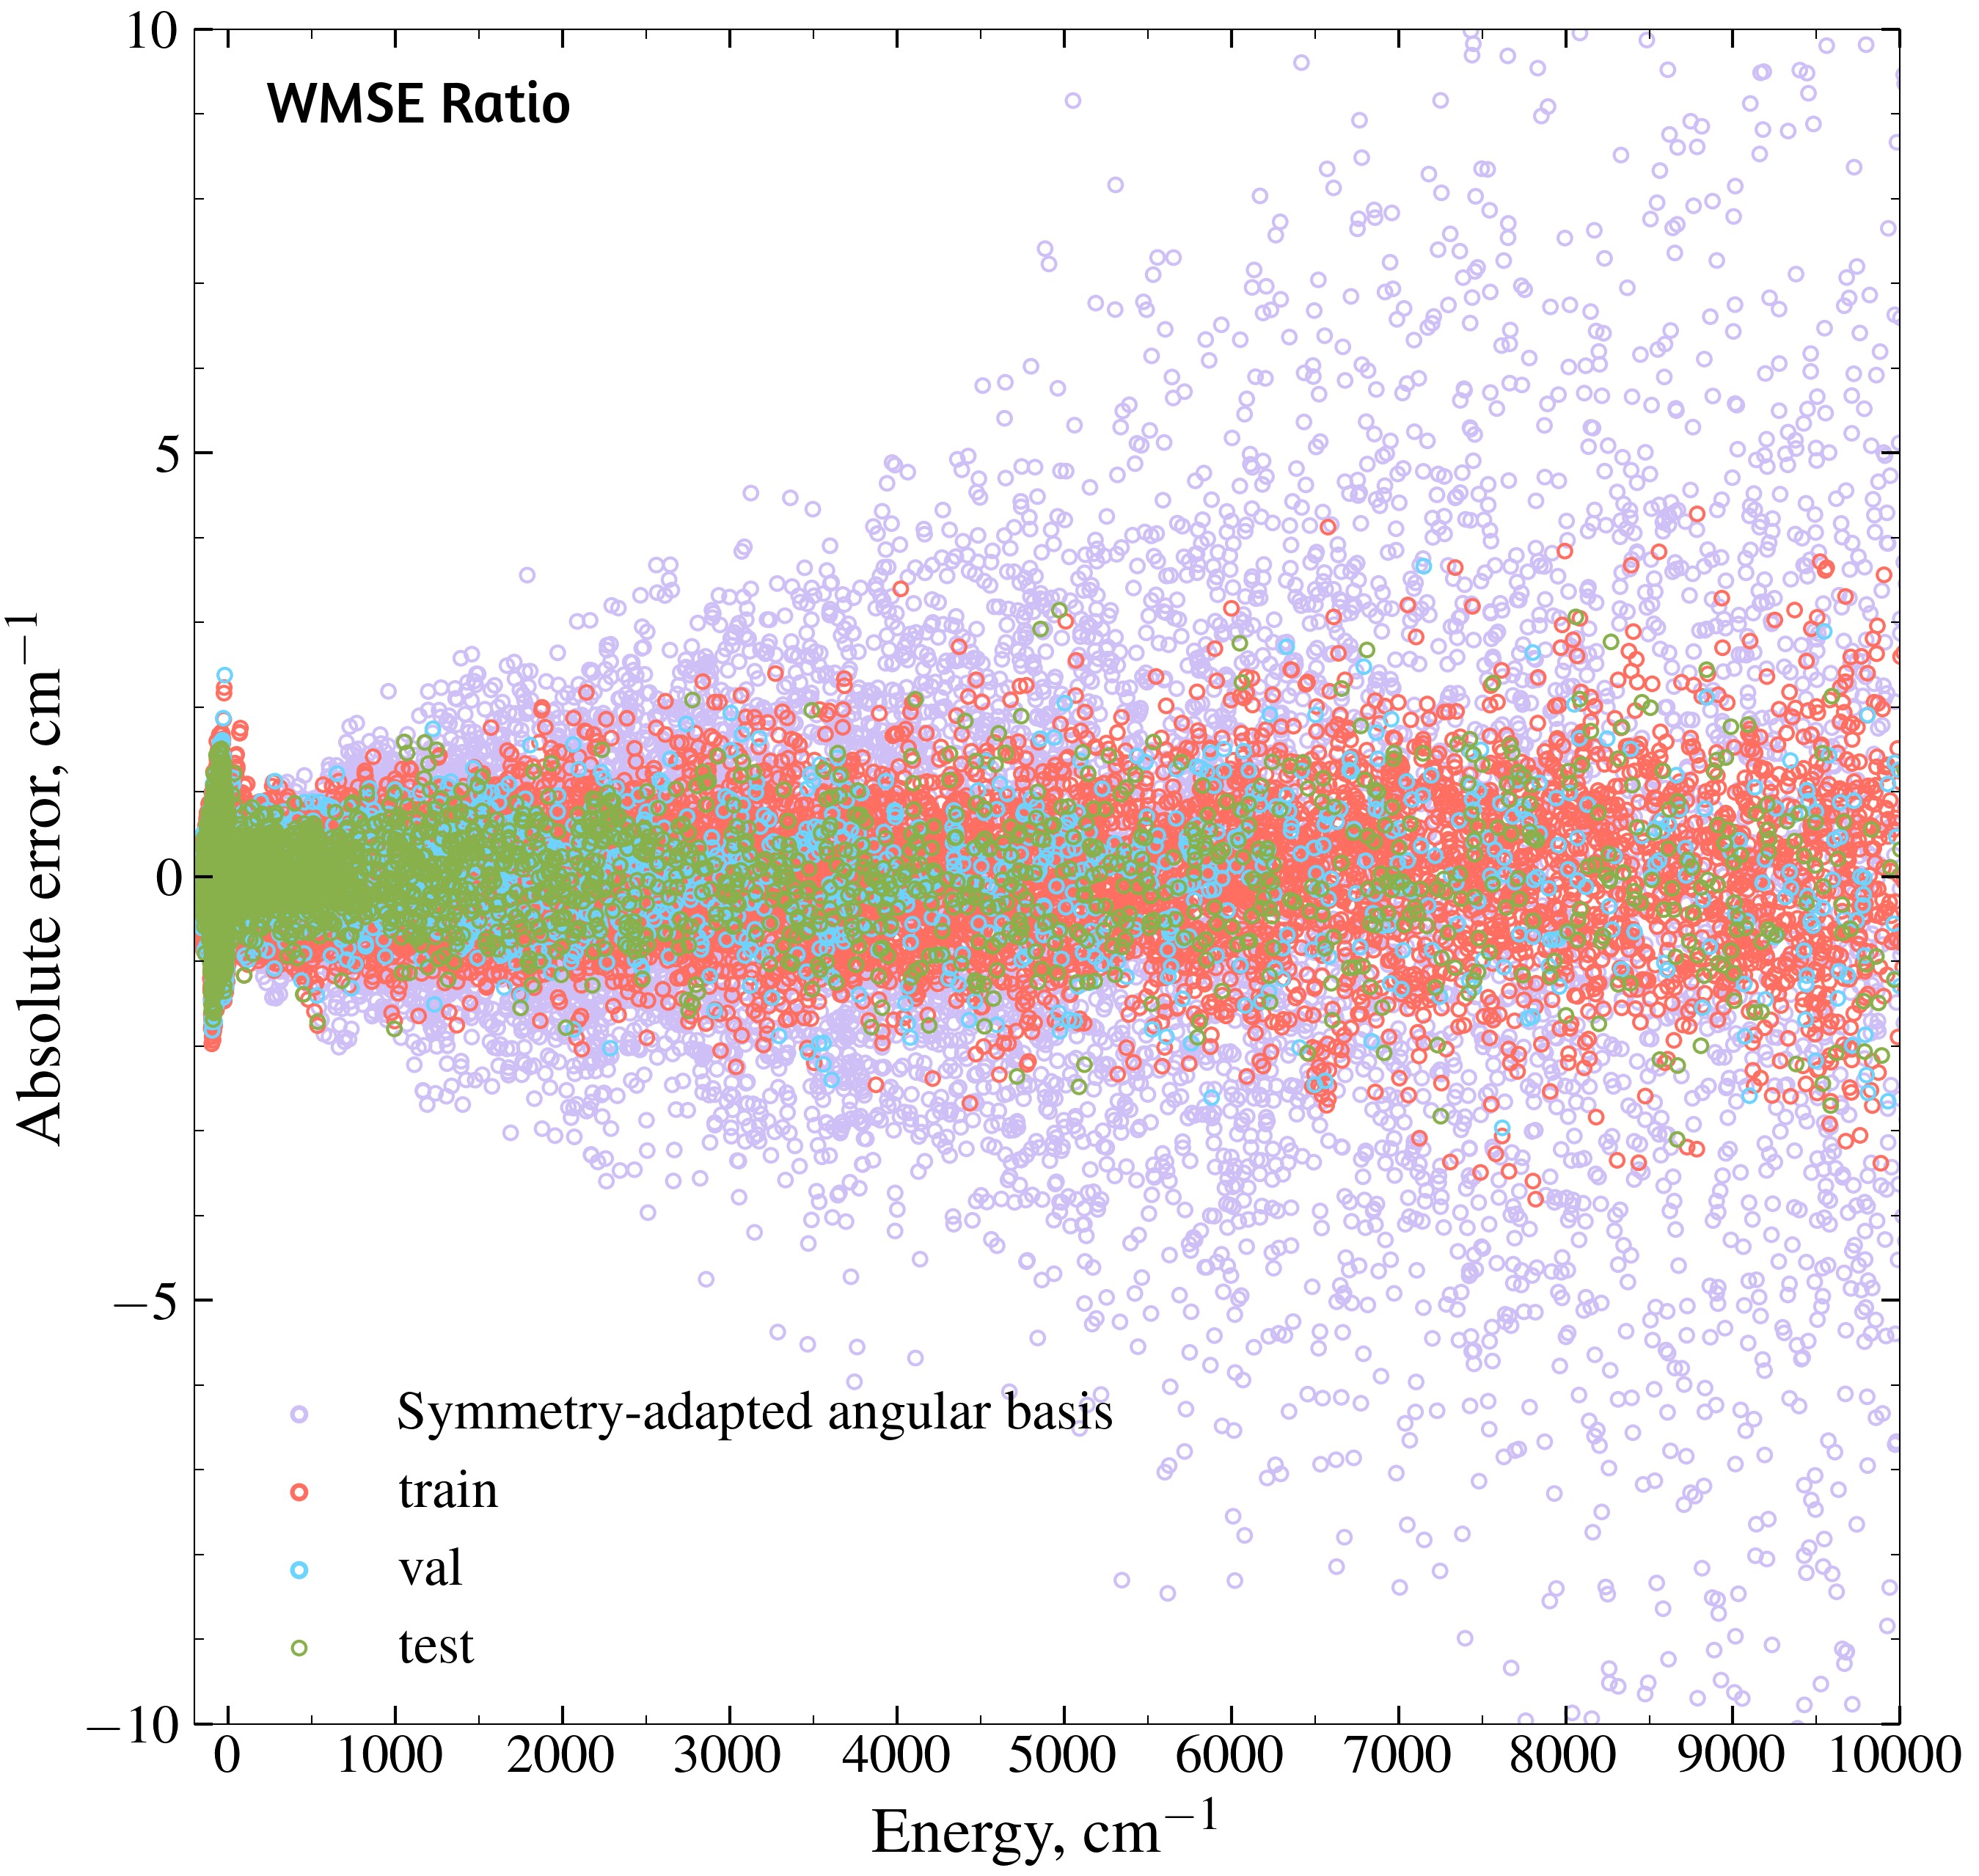 WMSE Ratio
10
5
0
−5
−10
Absolute error, cm−1
Symmetry-adapted angular basis
train
val
test
0 1000 2000 3000 4000 5000 6000 7000 8000 9000 10000
Energy, cm−1